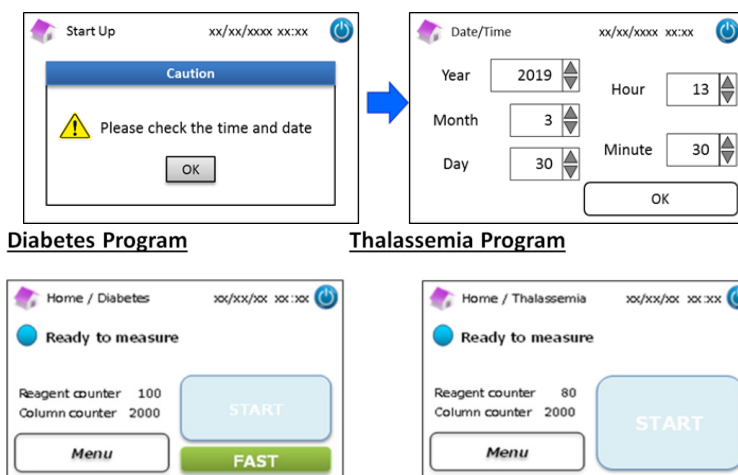 Start Up xx/xx/xxxx xx:xx
Caution
Please check the time and date
OK
Date/Time xx/xx/xxxx xx:xx
Year 2019
Month 3
Day 30
Hour 13
Minute 30
OK
Diabetes Program
Thalassemia Program
Home / Diabetes xx/xx/xx xx:xx
Ready to measure
Reagent counter 100
Column counter 2000
START
Menu
FAST
Home / Thalassemia xx/xx/xx xx:xx
Ready to measure
Reagent counter 80
Column counter 2000
START
Menu